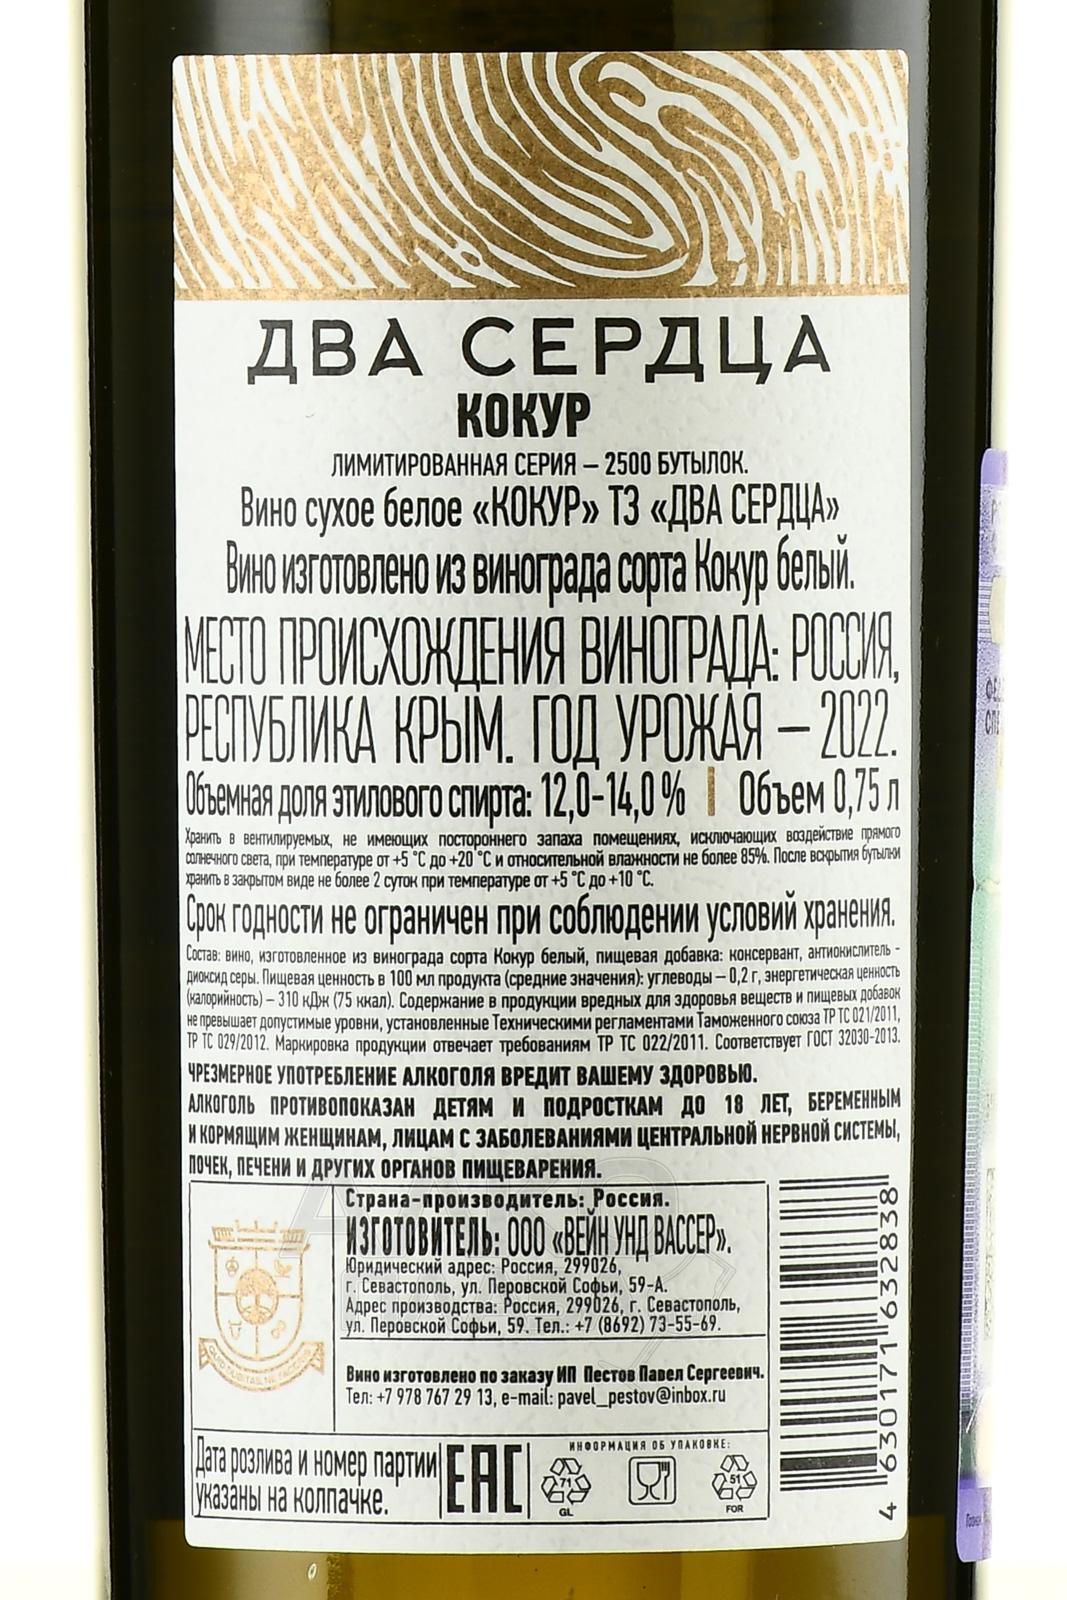 ДВА СЕРДЦА
КОКУР
ЛИМИТИРОВАННАЯ СЕРИЯ – 2500 БУТЫЛОК.
Вино сухое белое «КОКУР» ТЗ «ДВА СЕРДЦА»
Вино изготовлено из винограда сорта Кокур белый.
МЕСТО ПРОИСХОЖДЕНИЯ ВИНОГРАДА: РОССИЯ,
РЕСПУБЛИКА КРЫМ. ГОД УРОЖАЯ – 2022.
Объемная доля этилового спирта: 12,0-14,0 % | Объем 0,75 л
Хранить в вентилируемых, не имеющих постороннего запаха помещениях, исключающих воздействие прямого
солнечного света, при температуре от +5 °С до +20 °С и относительной влажности не более 85%. После вскрытия бутылки
хранить в закрытом виде не более 2 суток при температуре от +5 °С до +10 °С.
Срок годности не ограничен при соблюдении условий хранения.
Состав: вино, изготовленное из винограда сорта Кокур белый, пищевая добавка: консервант, антиокислитель -
диоксид серы. Пищевая ценность в 100 мл продукта (средние значения): углеводы – 0,2 г, энергетическая ценность
(калорийность) – 310 кДж (75 ккал). Содержание в продукции вредных для здоровья веществ и пищевых добавок
не превышает допустимые уровни, установленные Техническими регламентами Таможенного союза ТР ТС 021/2011,
ТР ТС 029/2012. Маркировка продукции отвечает требованиям ТР ТС 022/2011. Соответствует ГОСТ 32030-2013.
ЧРЕЗМЕРНОЕ УПОТРЕБЛЕНИЕ АЛКОГОЛЯ ВРЕДИТ ВАШЕМУ ЗДОРОВЬЮ.
АЛКОГОЛЬ ПРОТИВОПОКАЗАН ДЕТЯМ И ПОДРОСТКАМ ДО 18 ЛЕТ, БЕРЕМЕННЫМ
И КОРМЯЩИМ ЖЕНЩИНАМ, ЛИЦАМ С ЗАБОЛЕВАНИЯМИ ЦЕНТРАЛЬНОЙ НЕРВНОЙ СИСТЕМЫ,
ПОЧЕК, ПЕЧЕНИ И ДРУГИХ ОРГАНОВ ПИЩЕВАРЕНИЯ.
Страна-производитель: Россия.
ИЗГОТОВИТЕЛЬ: ООО «ВЕЙН УНД ВАССЕР».
Юридический адрес: Россия, 299026,
г. Севастополь, ул. Перовской Софьи, 59-А.
Адрес производства: Россия, 299026, г. Севастополь,
ул. Перовской Софьи, 59. Тел.: +7 (8692) 73-55-69.
Вино изготовлено по заказу ИП Пестов Павел Сергеевич.
Тел: +7 978 767 29 13, e-mail: pavel_pestov@inbox.ru
Дата розлива и номер партии
указаны на колпачке.
EAC
ИНФОРМАЦИЯ ОБ УПАКОВКЕ:
71
GL
51
FOR
4 630171 632838